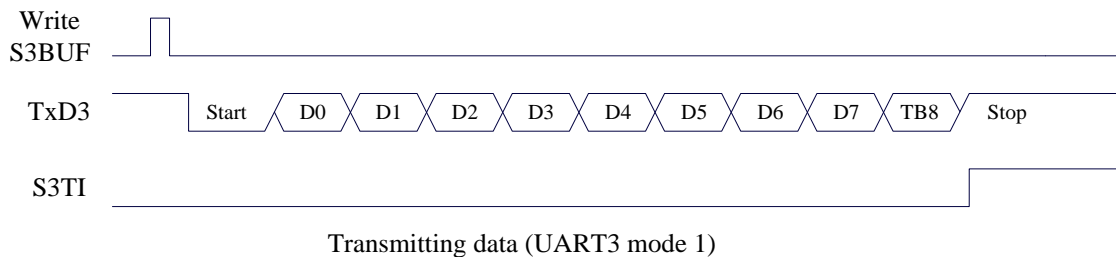 Write
S3BUF
TxD3 Start D0 D1 D2 D3 D4 D5 D6 D7 TB8 Stop
S3TI
Transmitting data (UART3 mode 1)